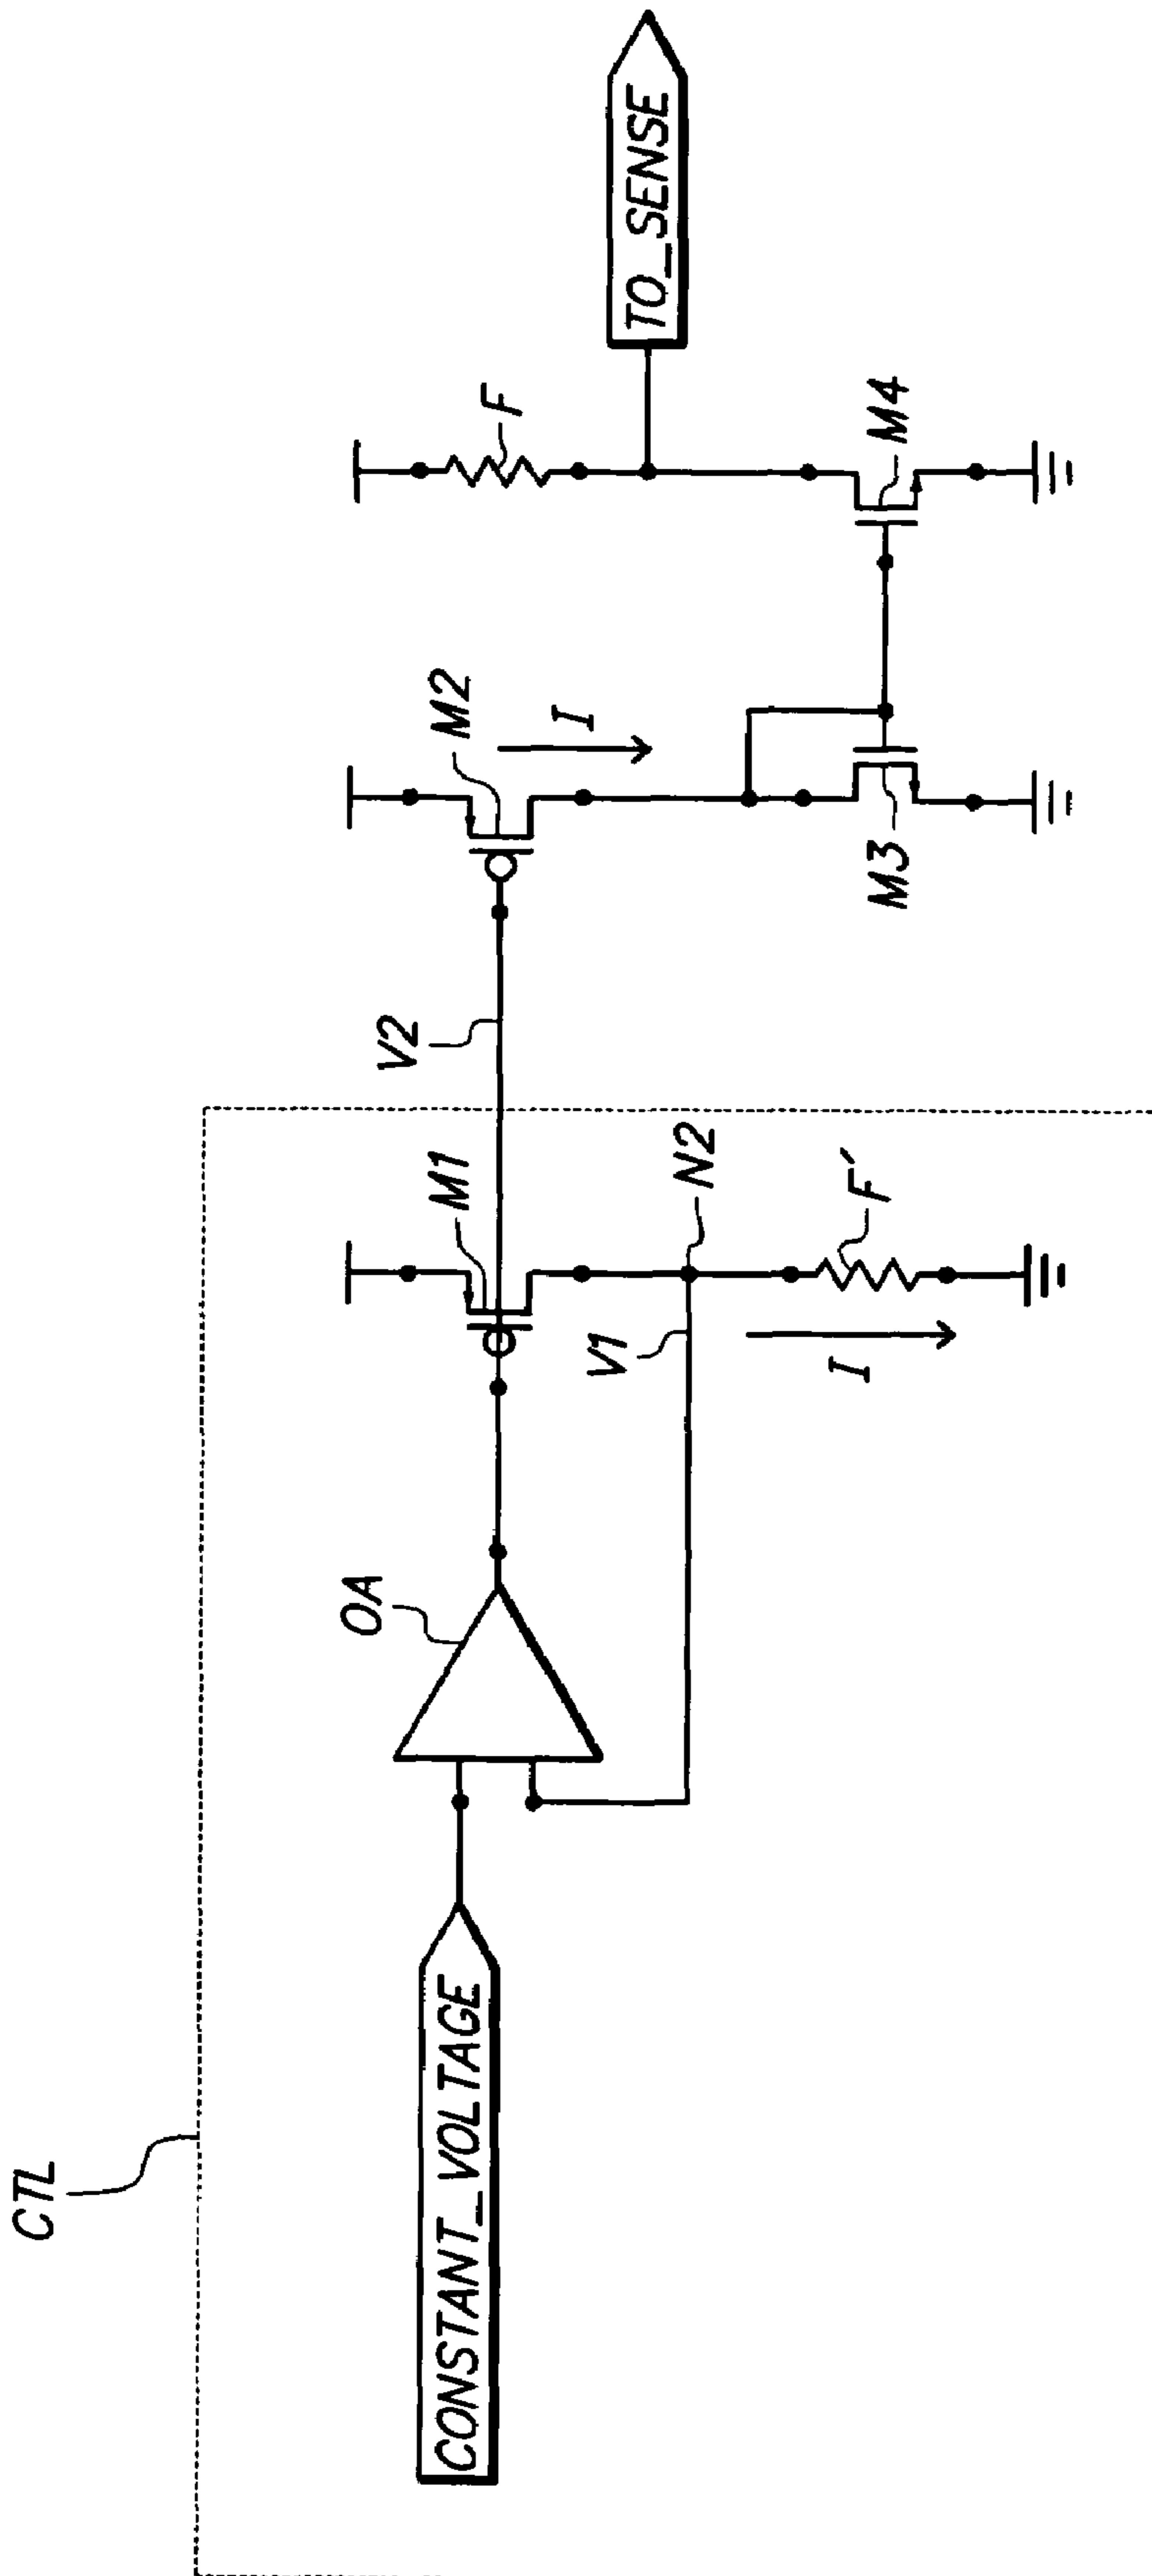 CTL
CONSTANT_VOLTAGE
OA
M1
V1
N2
F′
I
V2
M2
I
M3
F
M4
TO_SENSE